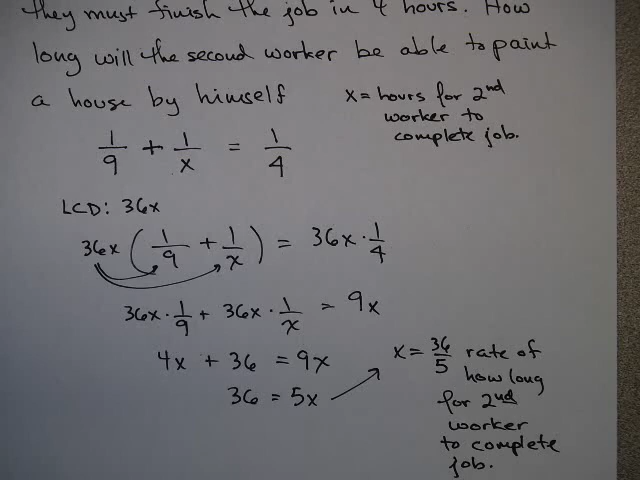 they must finish the job in 4 hours. How
long will the second worker be able to paint
a house by himself
x = hours for 2nd
worker to
complete job.
1/9 + 1/x = 1/4
LCD: 36x
36x ( 1/9 + 1/x ) = 36x · 1/4
36x · 1/9 + 36x · 1/x = 9x
4x + 36 = 9x
36 = 5x
x = 36/5 rate of
how long
for 2nd
worker
to complete
job.